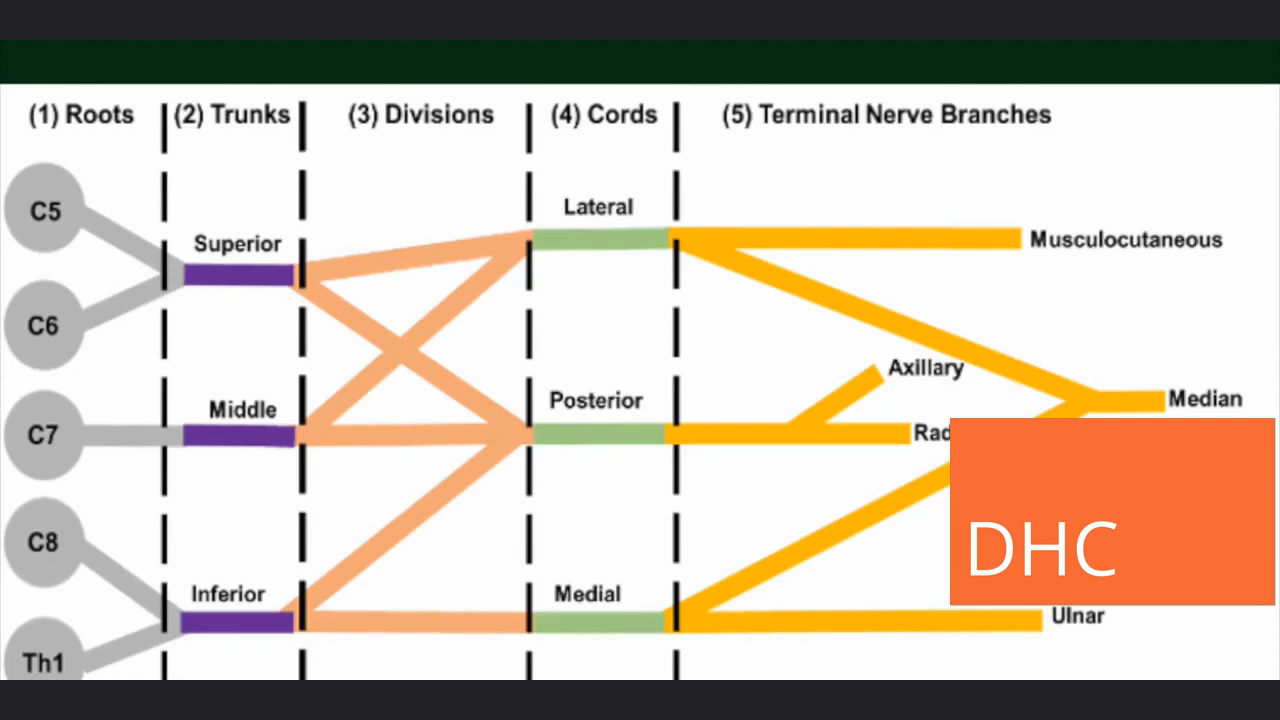 (1) Roots (2) Trunks (3) Divisions (4) Cords (5) Terminal Nerve Branches
C5
Lateral
Superior
Musculocutaneous
C6
Axillary
Middle
Posterior
Median
C7
Rad
C8
DHC
Inferior
Medial
Ulnar
Th1